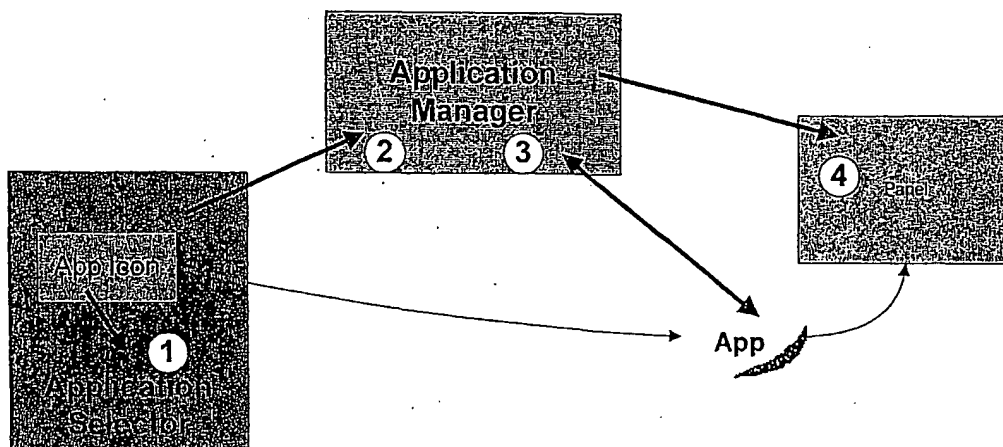 Application
Manager
2
3
4
Panel
App Icon
1
App
Application
Selector